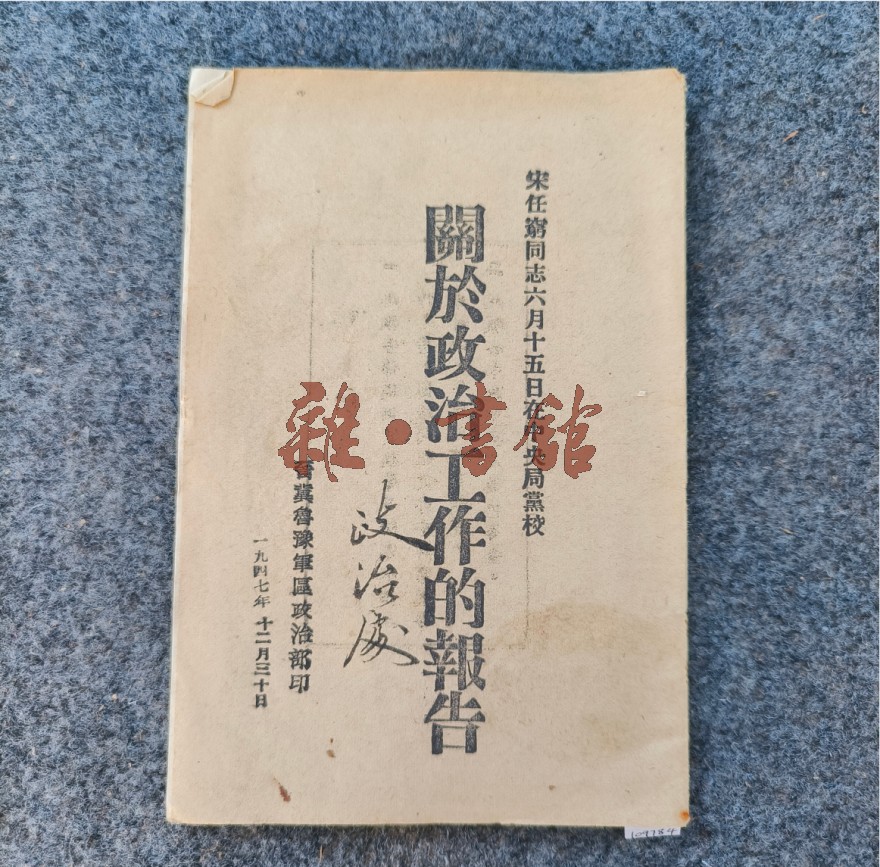 宋任窮同志六月十五日在中央局黨校
關於政治工作的報告
政治處
晋冀魯豫軍區政治部印
一九四七年十二月三十日
雜·書館
109784